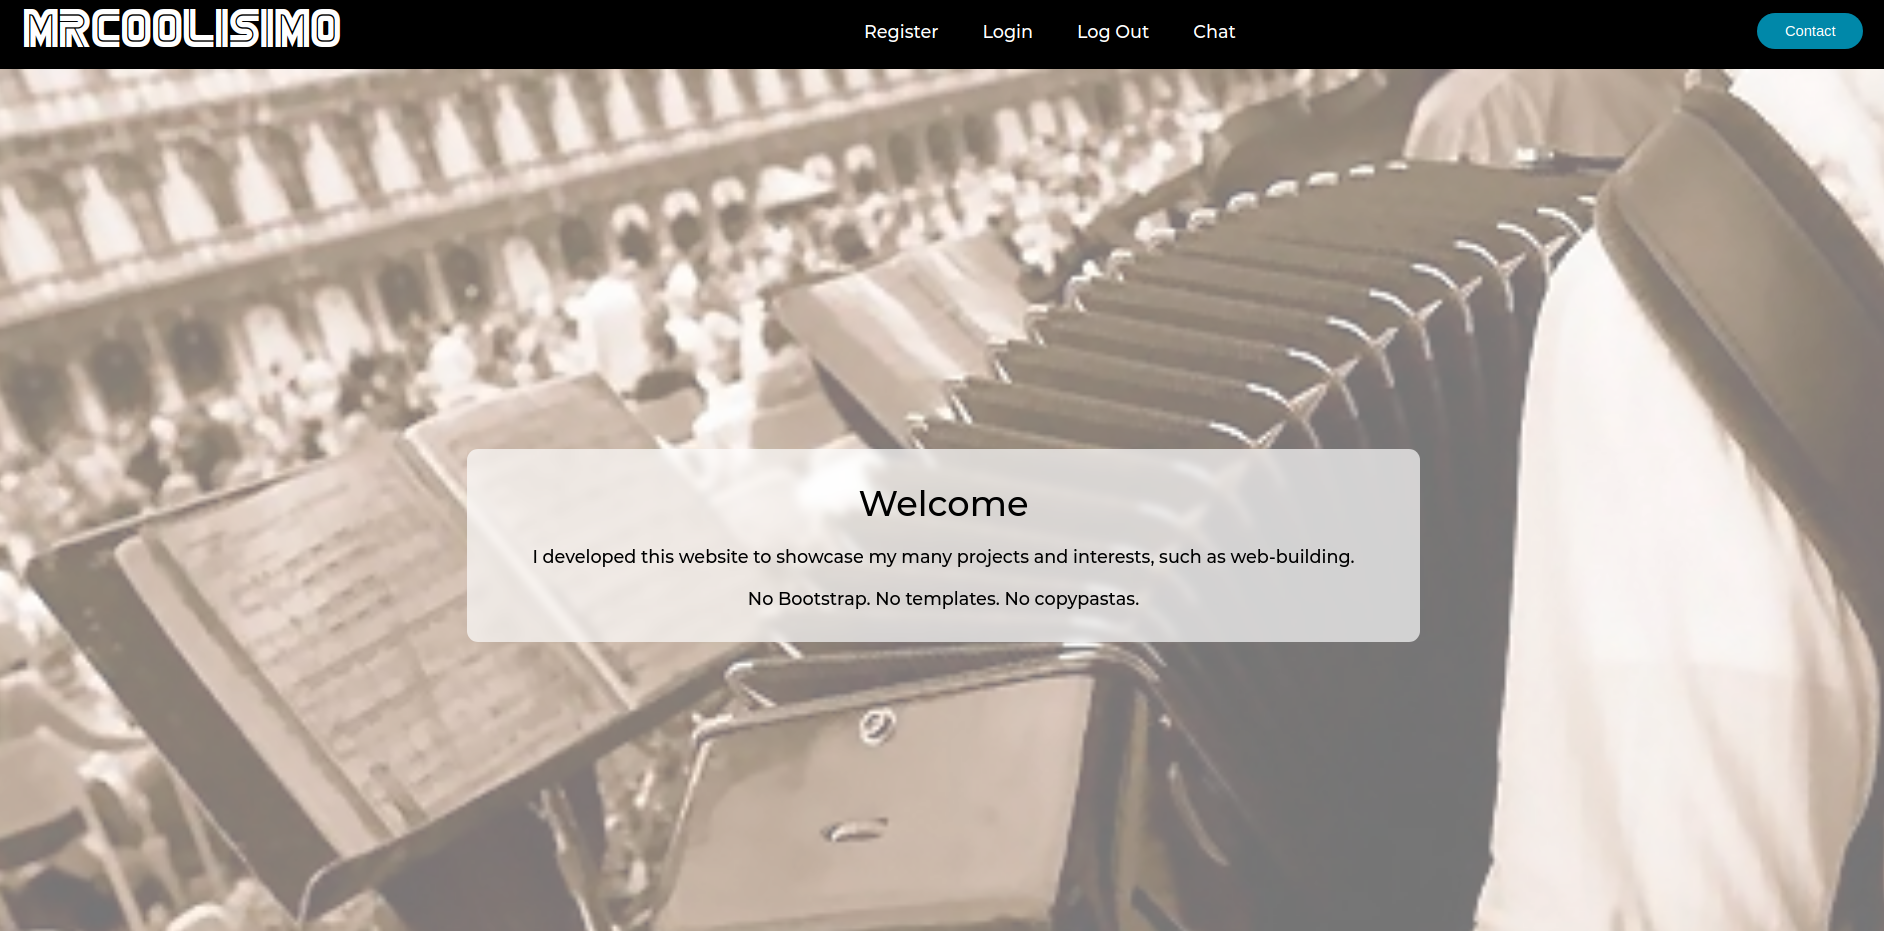 MRCOOLISIMO
Register
Login
Log Out
Chat
Contact
Welcome
I developed this website to showcase my many projects and interests, such as web-building.
No Bootstrap. No templates. No copypastas.